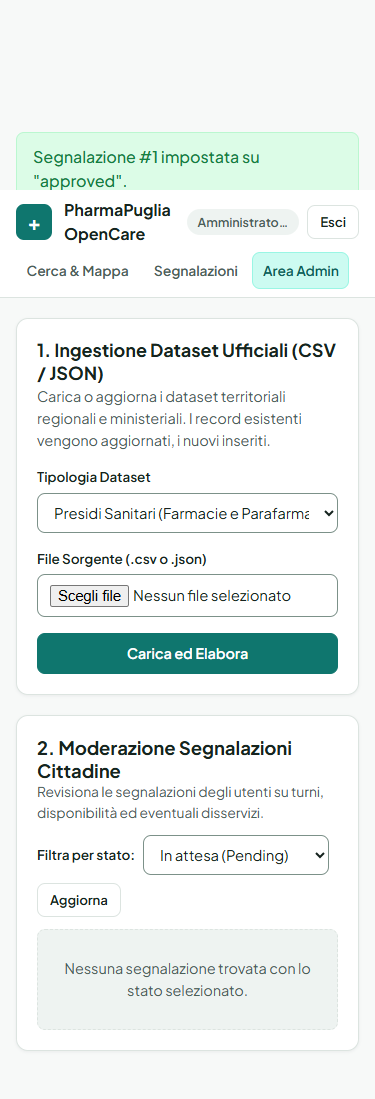 Segnalazione #1 impostata su
"approved".
+
PharmaPuglia
OpenCare
Amministrato…
Esci
Cerca & Mappa
Segnalazioni
Area Admin
1. Ingestione Dataset Ufficiali (CSV
/ JSON)
Carica o aggiorna i dataset territoriali
regionali e ministeriali. I record esistenti
vengono aggiornati, i nuovi inseriti.
Tipologia Dataset
Presidi Sanitari (Farmacie e Parafarma
File Sorgente (.csv o .json)
Scegli file Nessun file selezionato
Carica ed Elabora
2. Moderazione Segnalazioni
Cittadine
Revisiona le segnalazioni degli utenti su turni,
disponibilità ed eventuali disservizi.
Filtra per stato: In attesa (Pending)
Aggiorna
Nessuna segnalazione trovata con lo
stato selezionato.